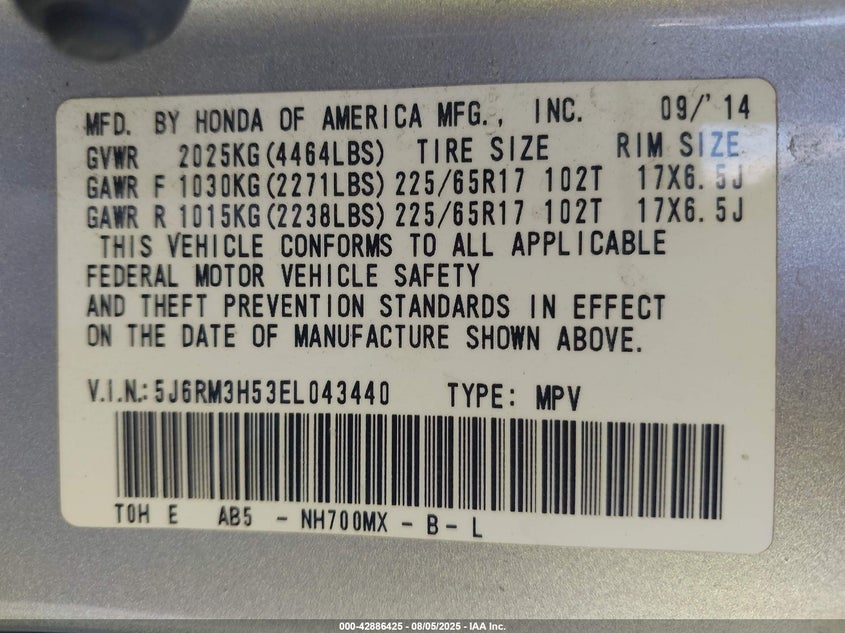 MFD. BY HONDA OF AMERICA MFG., INC. 09/'14
GVWR 2025KG(4464LBS) TIRE SIZE RIM SIZE
GAWR F 1030KG(2271LBS) 225/65R17 102T 17X6.5J
GAWR R 1015KG(2238LBS) 225/65R17 102T 17X6.5J
THIS VEHICLE CONFORMS TO ALL APPLICABLE
FEDERAL MOTOR VEHICLE SAFETY
AND THEFT PREVENTION STANDARDS IN EFFECT
ON THE DATE OF MANUFACTURE SHOWN ABOVE.
V.I.N.: 5J6RM3H53EL043440 TYPE: MPV
TOH E AB5 - NH700MX - B - L
000-42886425 - 08/05/2025 - IAA Inc.